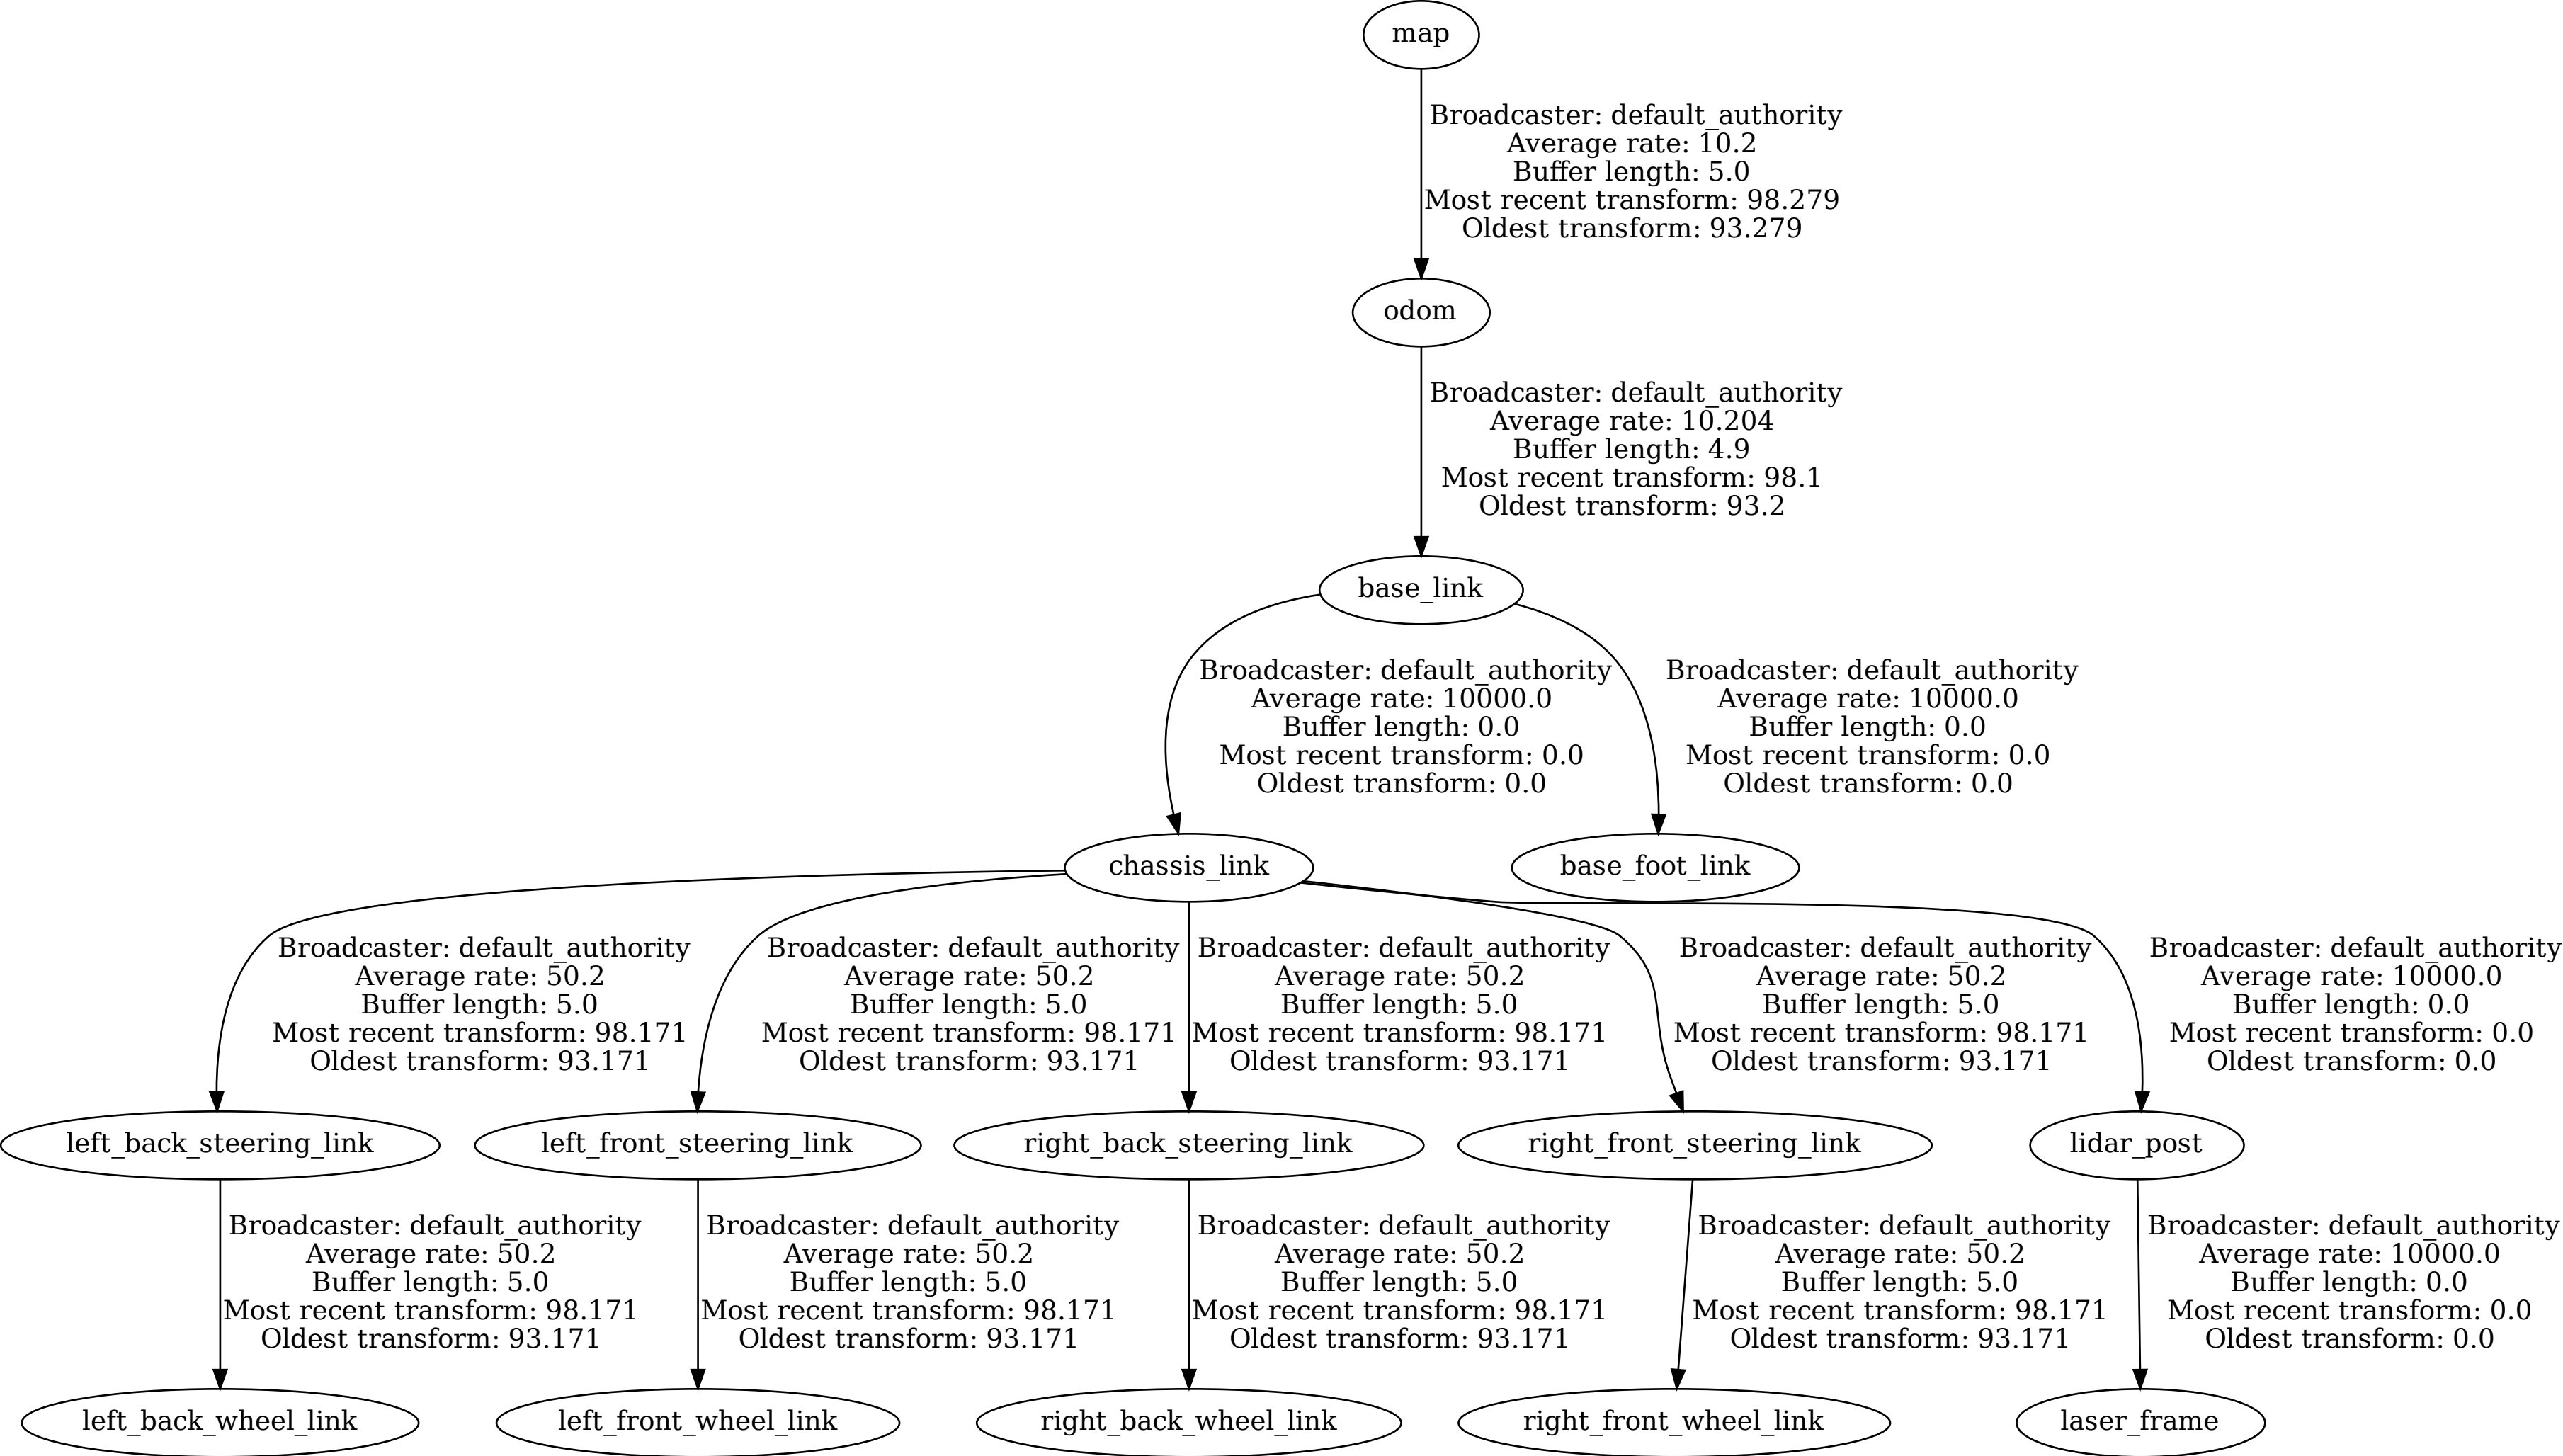 map
Broadcaster: default_authority
Average rate: 10.2
Buffer length: 5.0
Most recent transform: 98.279
Oldest transform: 93.279
odom
Broadcaster: default_authority
Average rate: 10.204
Buffer length: 4.9
Most recent transform: 98.1
Oldest transform: 93.2
base_link
Broadcaster: default_authority
Average rate: 10000.0
Buffer length: 0.0
Most recent transform: 0.0
Oldest transform: 0.0
Broadcaster: default_authority
Average rate: 10000.0
Buffer length: 0.0
Most recent transform: 0.0
Oldest transform: 0.0
chassis_link
base_foot_link
Broadcaster: default_authority
Average rate: 50.2
Buffer length: 5.0
Most recent transform: 98.171
Oldest transform: 93.171
Broadcaster: default_authority
Average rate: 50.2
Buffer length: 5.0
Most recent transform: 98.171
Oldest transform: 93.171
Broadcaster: default_authority
Average rate: 50.2
Buffer length: 5.0
Most recent transform: 98.171
Oldest transform: 93.171
Broadcaster: default_authority
Average rate: 50.2
Buffer length: 5.0
Most recent transform: 98.171
Oldest transform: 93.171
Broadcaster: default_authority
Average rate: 10000.0
Buffer length: 0.0
Most recent transform: 0.0
Oldest transform: 0.0
left_back_steering_link
left_front_steering_link
right_back_steering_link
right_front_steering_link
lidar_post
Broadcaster: default_authority
Average rate: 50.2
Buffer length: 5.0
Most recent transform: 98.171
Oldest transform: 93.171
Broadcaster: default_authority
Average rate: 50.2
Buffer length: 5.0
Most recent transform: 98.171
Oldest transform: 93.171
Broadcaster: default_authority
Average rate: 50.2
Buffer length: 5.0
Most recent transform: 98.171
Oldest transform: 93.171
Broadcaster: default_authority
Average rate: 50.2
Buffer length: 5.0
Most recent transform: 98.171
Oldest transform: 93.171
Broadcaster: default_authority
Average rate: 10000.0
Buffer length: 0.0
Most recent transform: 0.0
Oldest transform: 0.0
left_back_wheel_link
left_front_wheel_link
right_back_wheel_link
right_front_wheel_link
laser_frame